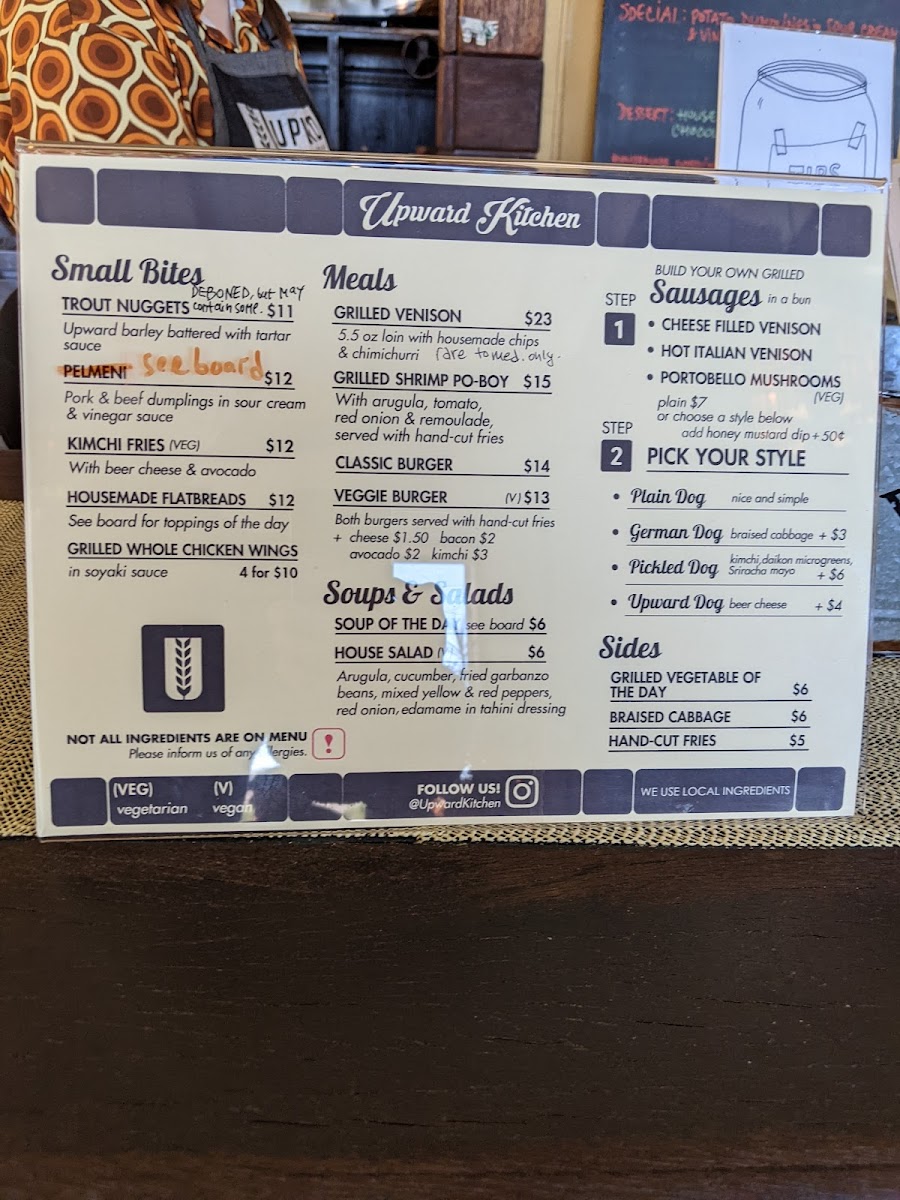 SPECIAL: POTATO DUMPLINGS in SOUR CREAM
& VIN
DESSERT: HOUSE
CHOCO
TIPS
UPKO
Upward Kitchen
Small Bites
DEBONED, but MAY
contain some.
TROUT NUGGETS $11
Upward barley battered with tartar
sauce
PELMENI see board $12
Pork & beef dumplings in sour cream
& vinegar sauce
KIMCHI FRIES (VEG) $12
With beer cheese & avocado
HOUSEMADE FLATBREADS $12
See board for toppings of the day
GRILLED WHOLE CHICKEN WINGS
in soyaki sauce 4 for $10
U
NOT ALL INGREDIENTS ARE ON MENU !
Please inform us of any allergies.
Meals
GRILLED VENISON $23
5.5 oz loin with housemade chips
& chimichurri rare to med. only.
GRILLED SHRIMP PO-BOY $15
With arugula, tomato,
red onion & remoulade,
served with hand-cut fries
CLASSIC BURGER $14
VEGGIE BURGER (V) $13
Both burgers served with hand-cut fries
+ cheese $1.50 bacon $2
avocado $2 kimchi $3
Soups & Salads
SOUP OF THE DAY see board $6
HOUSE SALAD (V) $6
Arugula, cucumber, fried garbanzo
beans, mixed yellow & red peppers,
red onion, edamame in tahini dressing
BUILD YOUR OWN GRILLED
STEP 1
Sausages in a bun
• CHEESE FILLED VENISON
• HOT ITALIAN VENISON
• PORTOBELLO MUSHROOMS
(VEG)
plain $7
or choose a style below
add honey mustard dip + 50¢
STEP 2
PICK YOUR STYLE
• Plain Dog nice and simple
• German Dog braised cabbage + $3
• Pickled Dog kimchi, daikon microgreens,
Sriracha mayo + $6
• Upward Dog beer cheese + $4
Sides
GRILLED VEGETABLE OF
THE DAY $6
BRAISED CABBAGE $6
HAND-CUT FRIES $5
(VEG) (V)
vegetarian vegan
FOLLOW US!
@UpwardKitchen
WE USE LOCAL INGREDIENTS